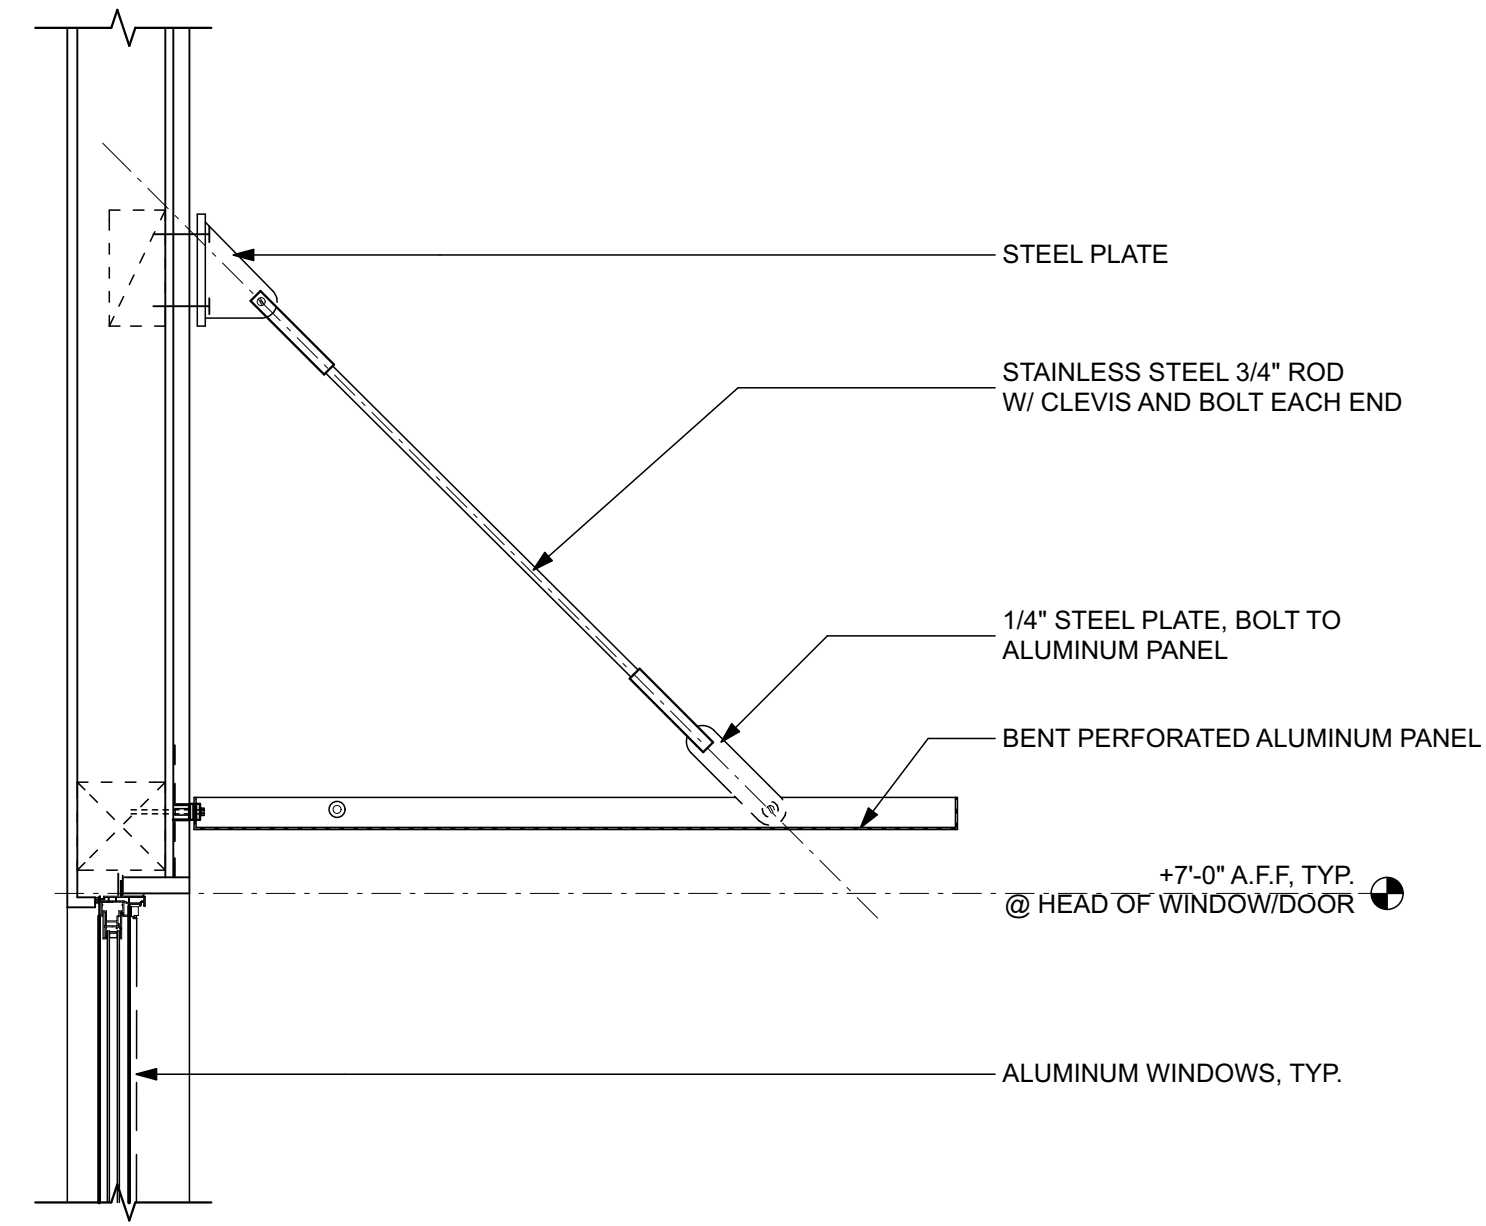 STEEL PLATE
STAINLESS STEEL 3/4" ROD
W/ CLEVIS AND BOLT EACH END
1/4" STEEL PLATE, BOLT TO
ALUMINUM PANEL
BENT PERFORATED ALUMINUM PANEL
+7'-0" A.F.F, TYP.
@ HEAD OF WINDOW/DOOR
ALUMINUM WINDOWS, TYP.